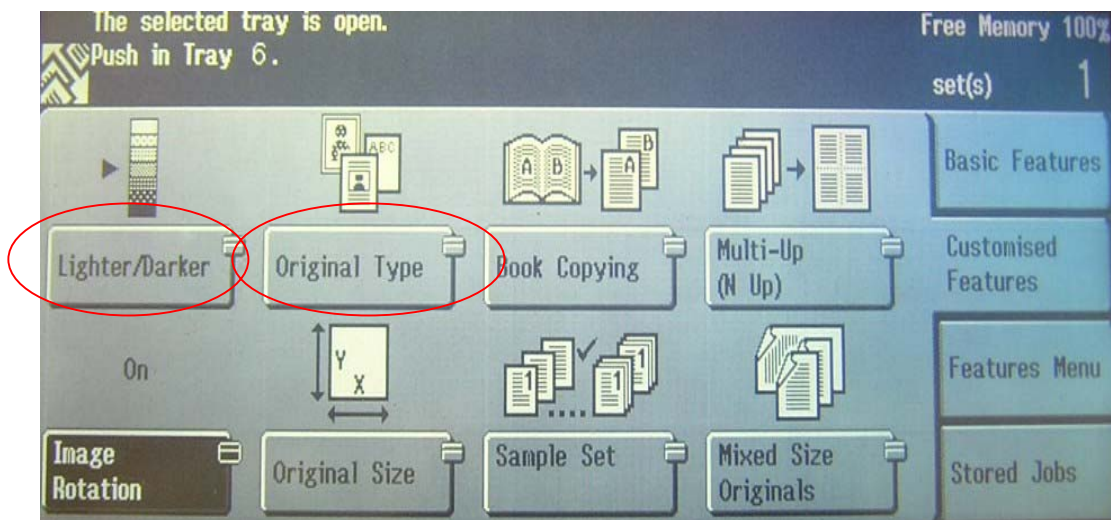 The selected tray is open.
Push in Tray 6.
Free Memory 100%
set(s) 1
Basic Features
ABC
A B A B
Lighter/Darker
Original Type
Book Copying
Multi-Up
(N Up)
Customised
Features
On
Y
X
1 1 1 1
Features Menu
Image
Rotation
Original Size
Sample Set
Mixed Size
Originals
Stored Jobs